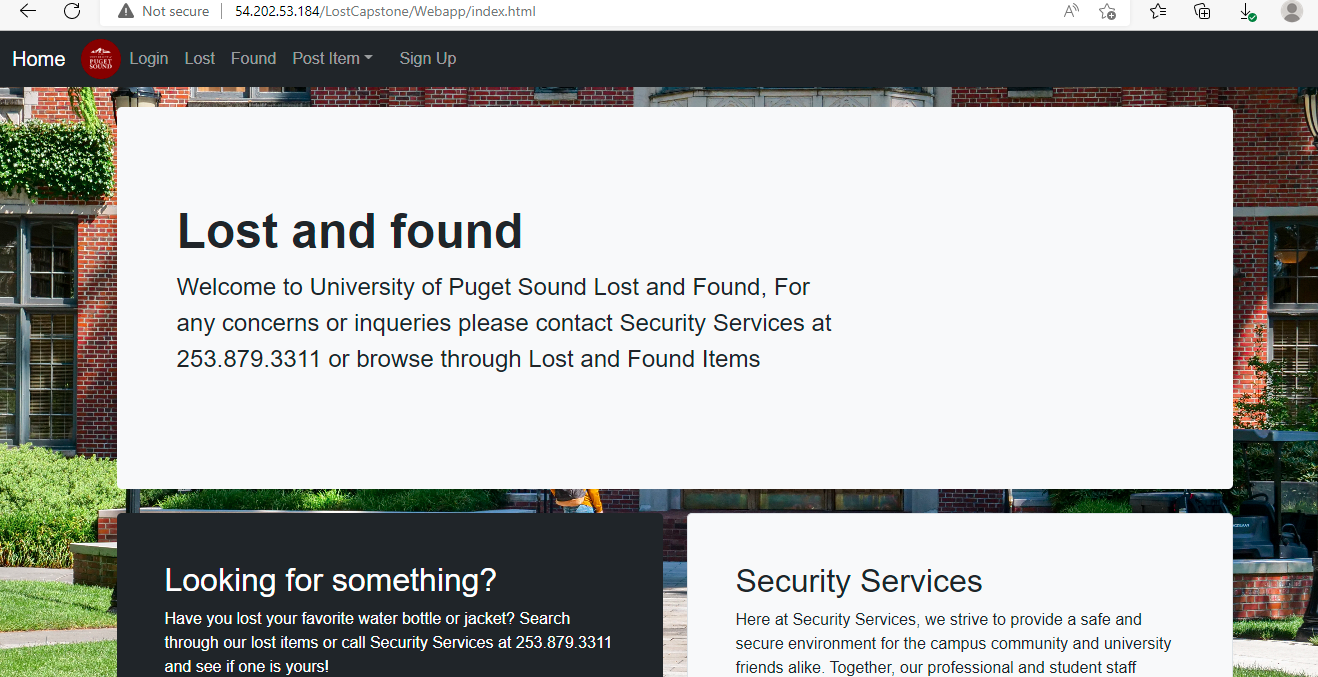 Not secure 54.202.53.184/LostCapstone/Webapp/index.html
Home PUGET SOUND Login Lost Found Post Item Sign Up
Lost and found
Welcome to University of Puget Sound Lost and Found, For
any concerns or inqueries please contact Security Services at
253.879.3311 or browse through Lost and Found Items
Looking for something?
Have you lost your favorite water bottle or jacket? Search
through our lost items or call Security Services at 253.879.3311
and see if one is yours!
Security Services
Here at Security Services, we strive to provide a safe and
secure environment for the campus community and university
friends alike. Together, our professional and student staff